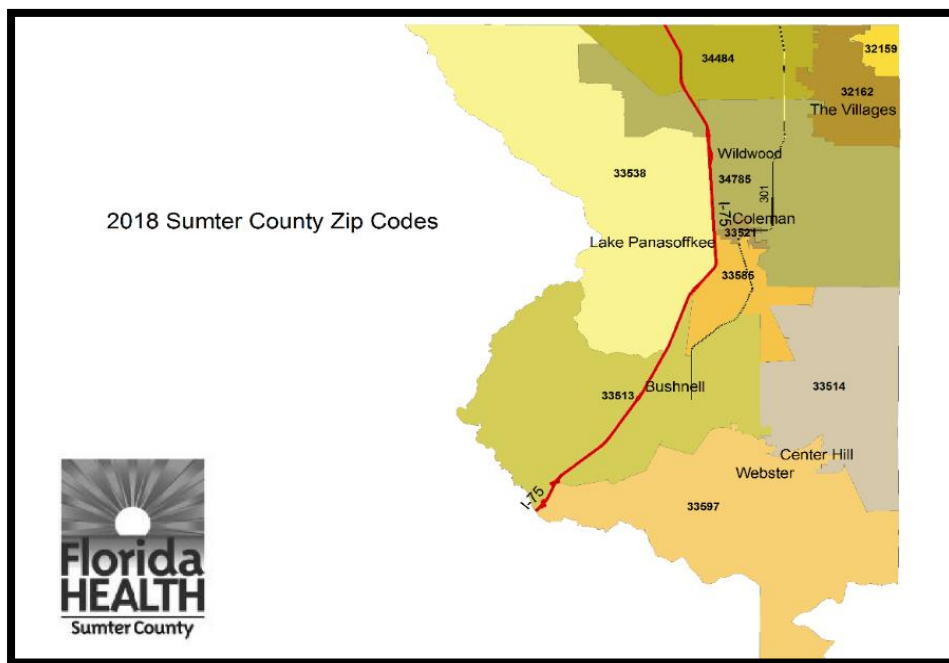 32159
34484
32162
The Villages
Wildwood
33538
34785
301
I-75
2018 Sumter County Zip Codes
Coleman
33521
Lake Panasoffkee
33585
Bushnell
33514
33513
Center Hill
Webster
I-75
33597
Florida
HEALTH
Sumter County